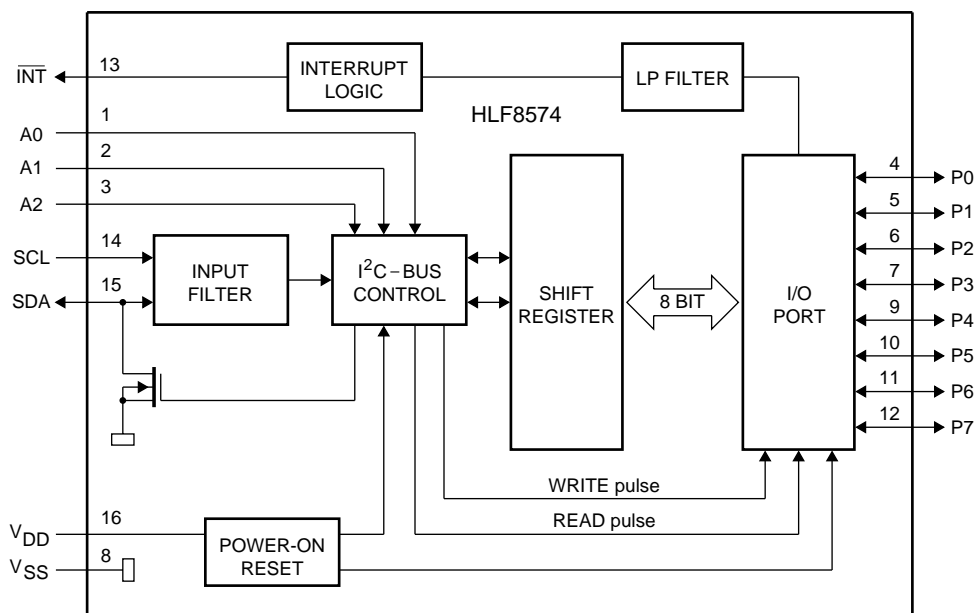 INT
13
INTERRUPT
LOGIC
LP FILTER
HLF8574
A0
1
A1
2
A2
3
SCL
14
SDA
15
INPUT
FILTER
I²C–BUS
CONTROL
SHIFT
REGISTER
8 BIT
I/O
PORT
4
P0
5
P1
6
P2
7
P3
9
P4
10
P5
11
P6
12
P7
WRITE pulse
READ pulse
VDD
16
VSS
8
POWER-ON
RESET